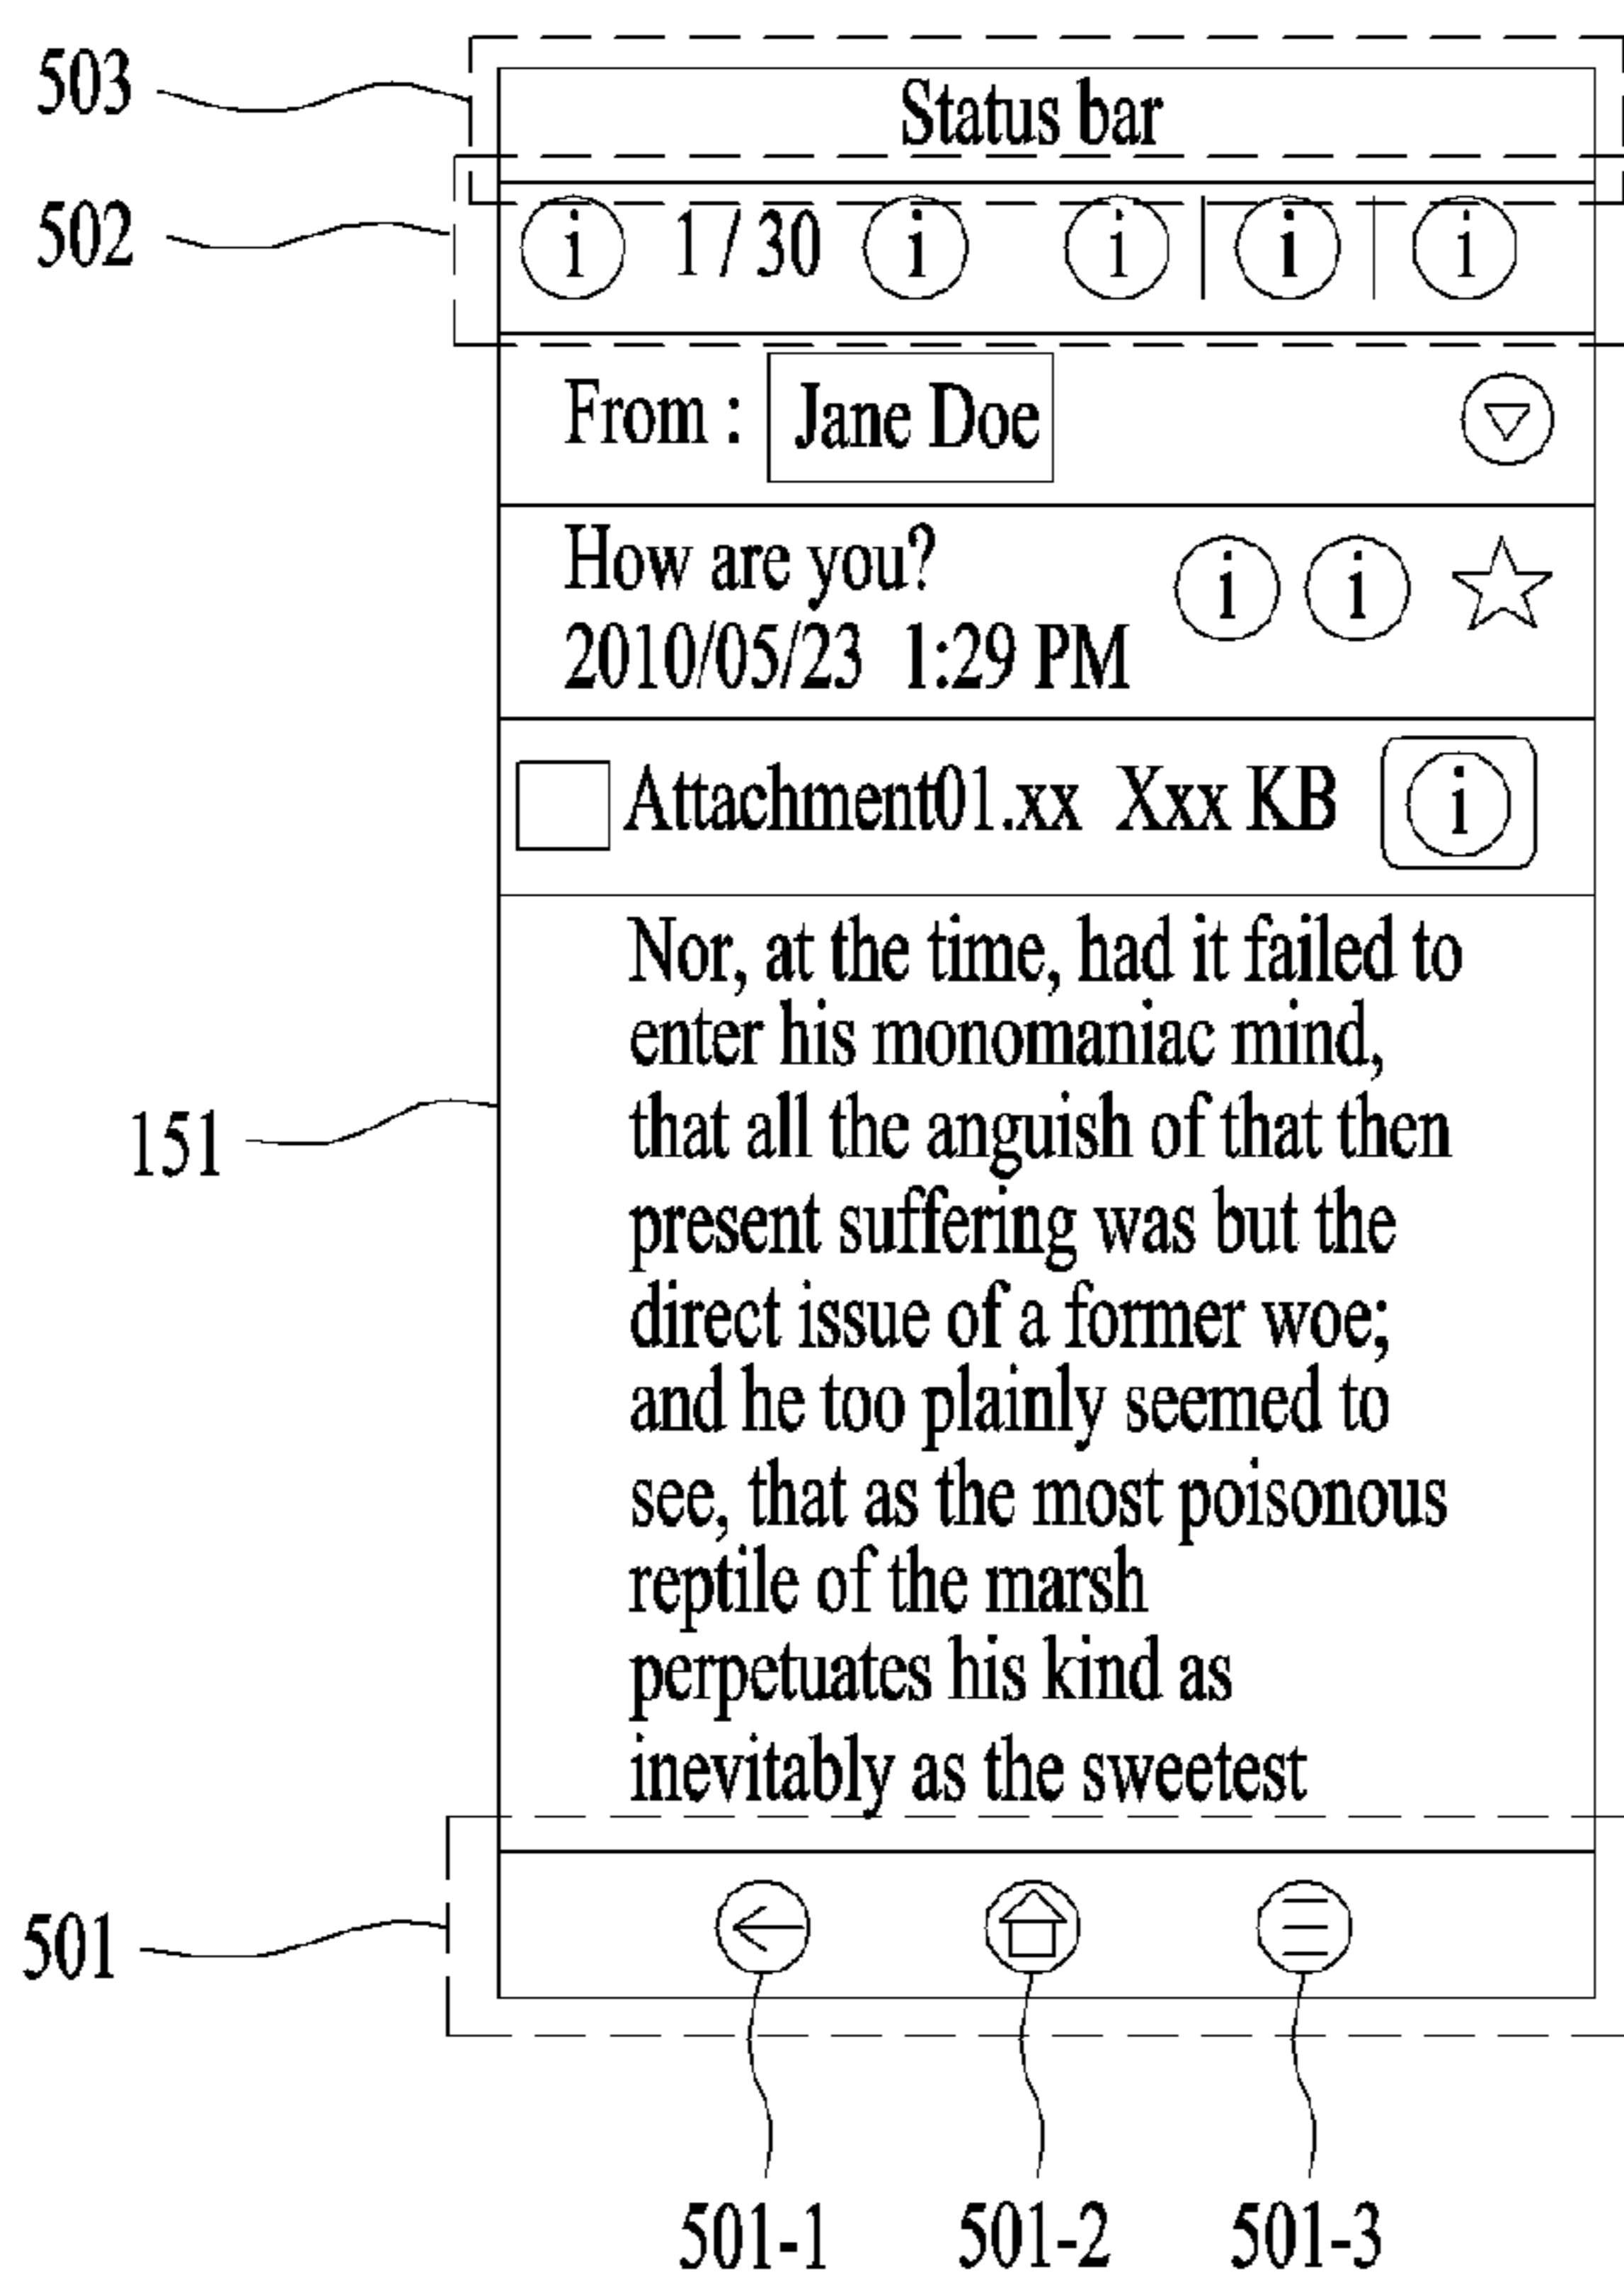 503
Status bar
502
i 1 / 30 i i i i
From : Jane Doe
How are you? i i
2010/05/23 1:29 PM
Attachment01.xx Xxx KB i
Nor, at the time, had it failed to
enter his monomaniac mind,
that all the anguish of that then
151
present suffering was but the
direct issue of a former woe;
and he too plainly seemed to
see, that as the most poisonous
reptile of the marsh
perpetuates his kind as
inevitably as the sweetest
501
501-1 501-2 501-3